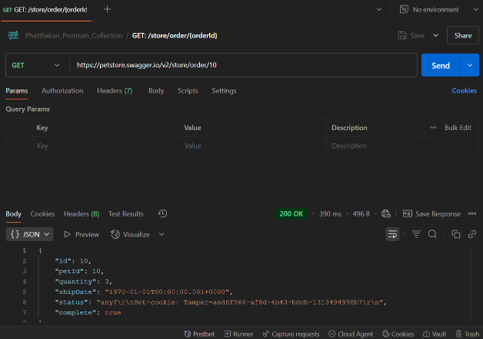 GET GET: /store/order/{orderId
No environment
Phatthakan_Postman_Collection / GET: /store/order/{orderId}
Save
Share
GET
https://petstore.swagger.io/v2/store/order/10
Send
Params Authorization Headers (7) Body Scripts Settings
Cookies
Query Params
Key Value Description ••• Bulk Edit
Key Value Description
Body Cookies Headers (8) Test Results
200 OK • 390 ms • 496 B
Save Response •••
{} JSON Preview Visualize
1 {
2 "id": 10,
3 "petId": 10,
4 "quantity": 3,
5 "shipDate": "1970-01-01T00:00:00.001+0000",
6 "status": "any?\r\nSet-cookie: Tamper=aed6f966-af6d-4b43-bdcb-1313494998b7\r\n",
7 "complete": true
Postbot Runner Capture requests Cloud Agent Cookies Vault Trash